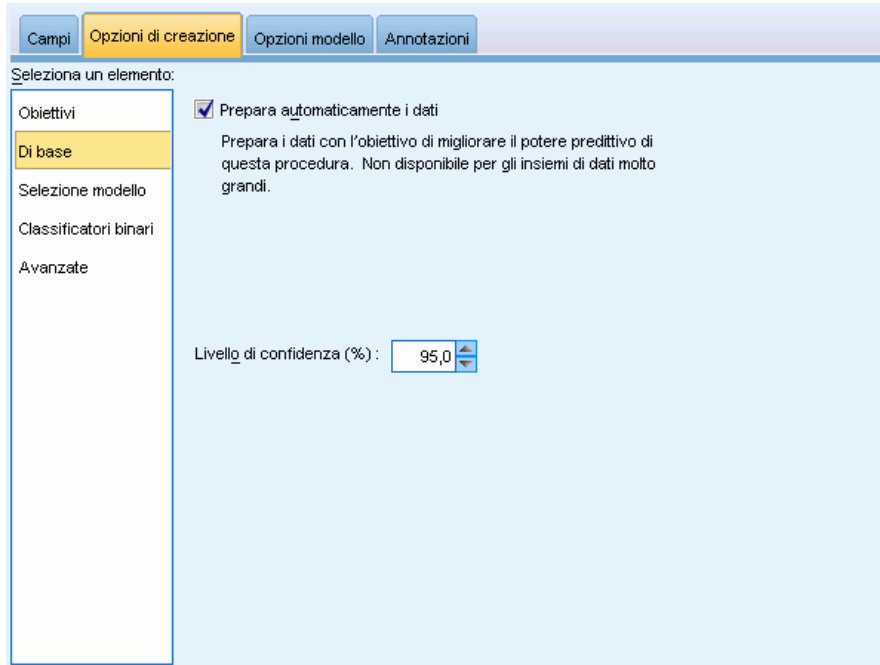 Campi
Opzioni di creazione
Opzioni modello
Annotazioni
Seleziona un elemento:
Obiettivi
Di base
Selezione modello
Classificatori binari
Avanzate
Prepara automaticamente i dati
Prepara i dati con l'obiettivo di migliorare il potere predittivo di
questa procedura. Non disponibile per gli insiemi di dati molto
grandi.
Livello di confidenza (%) :
95,0